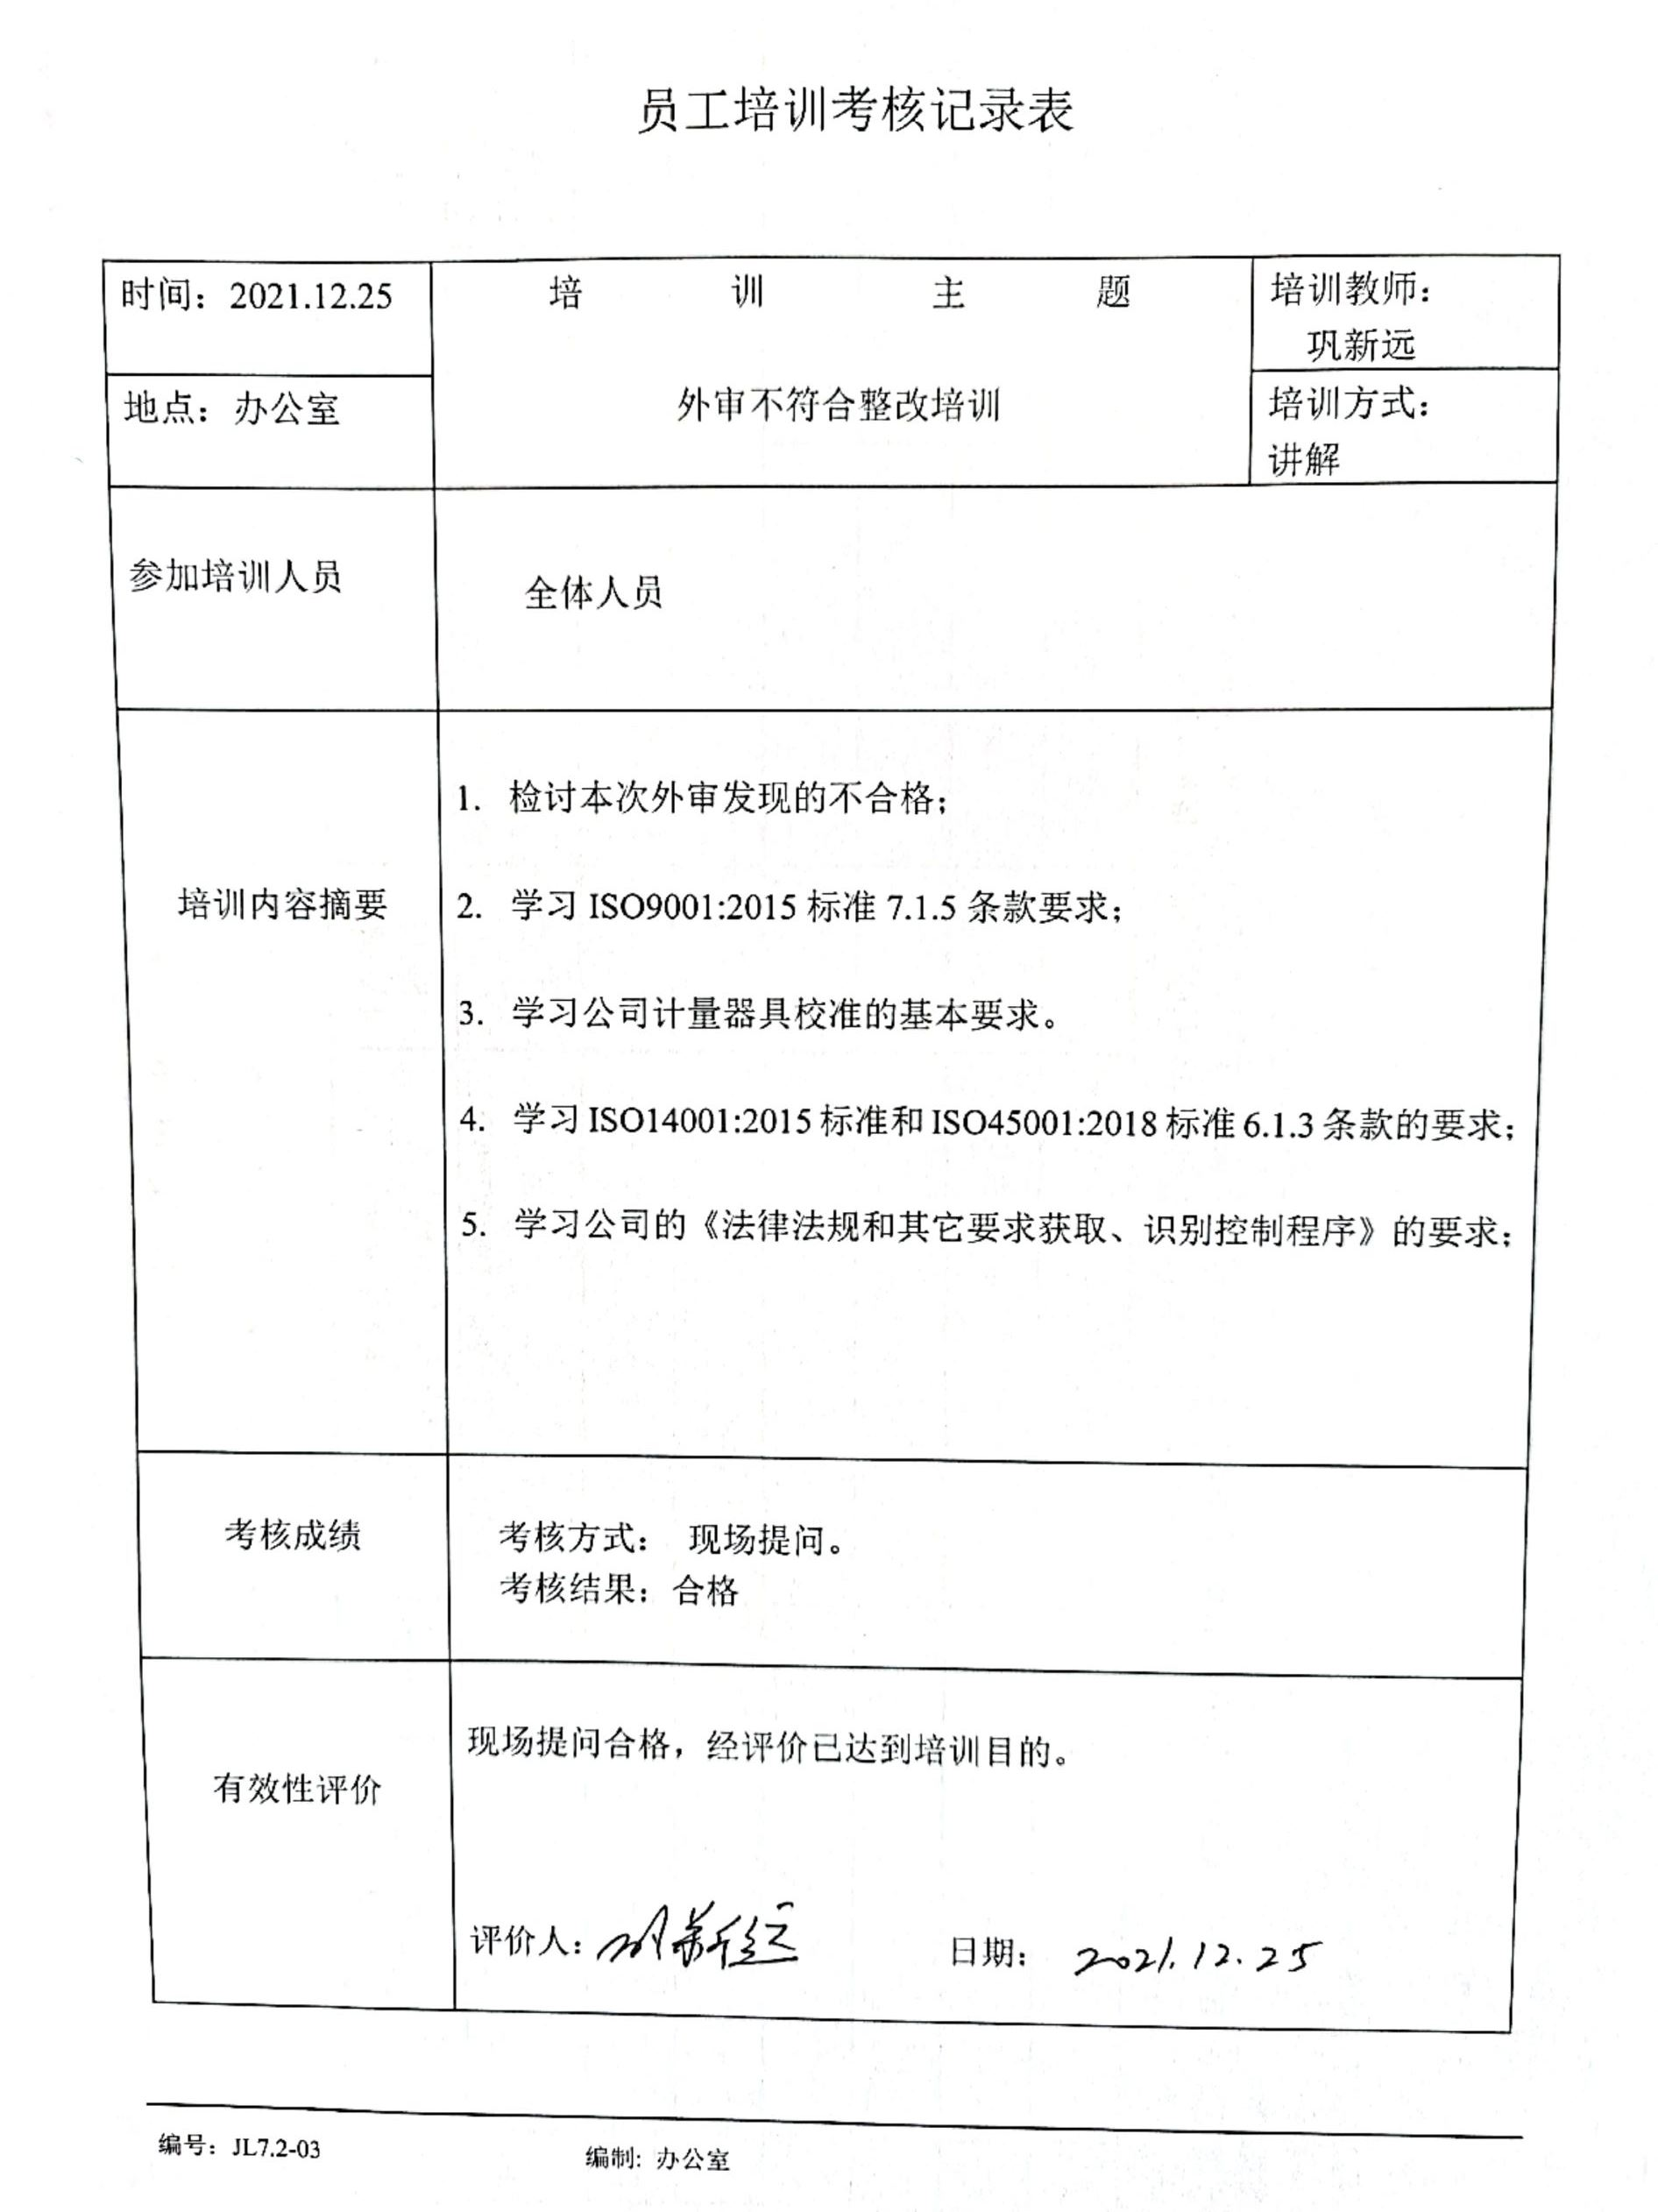 员工培训考核记录表
时间：2021.12.25
培 训 主 题
培训教师：
巩新远
地点：办公室
外审不符合整改培训
培训方式：
讲解
参加培训人员
全体人员
培训内容摘要
1. 检讨本次外审发现的不合格；
2. 学习 ISO9001:2015 标准 7.1.5 条款要求；
3. 学习公司计量器具校准的基本要求。
4. 学习 ISO14001:2015 标准和 ISO45001:2018 标准 6.1.3 条款的要求；
5. 学习公司的《法律法规和其它要求获取、识别控制程序》的要求；
考核成绩
考核方式： 现场提问。
考核结果：合格
有效性评价
现场提问合格，经评价已达到培训目的。
评价人：巩新远
日期： 2021.12.25
编号：JL7.2-03
编制: 办公室